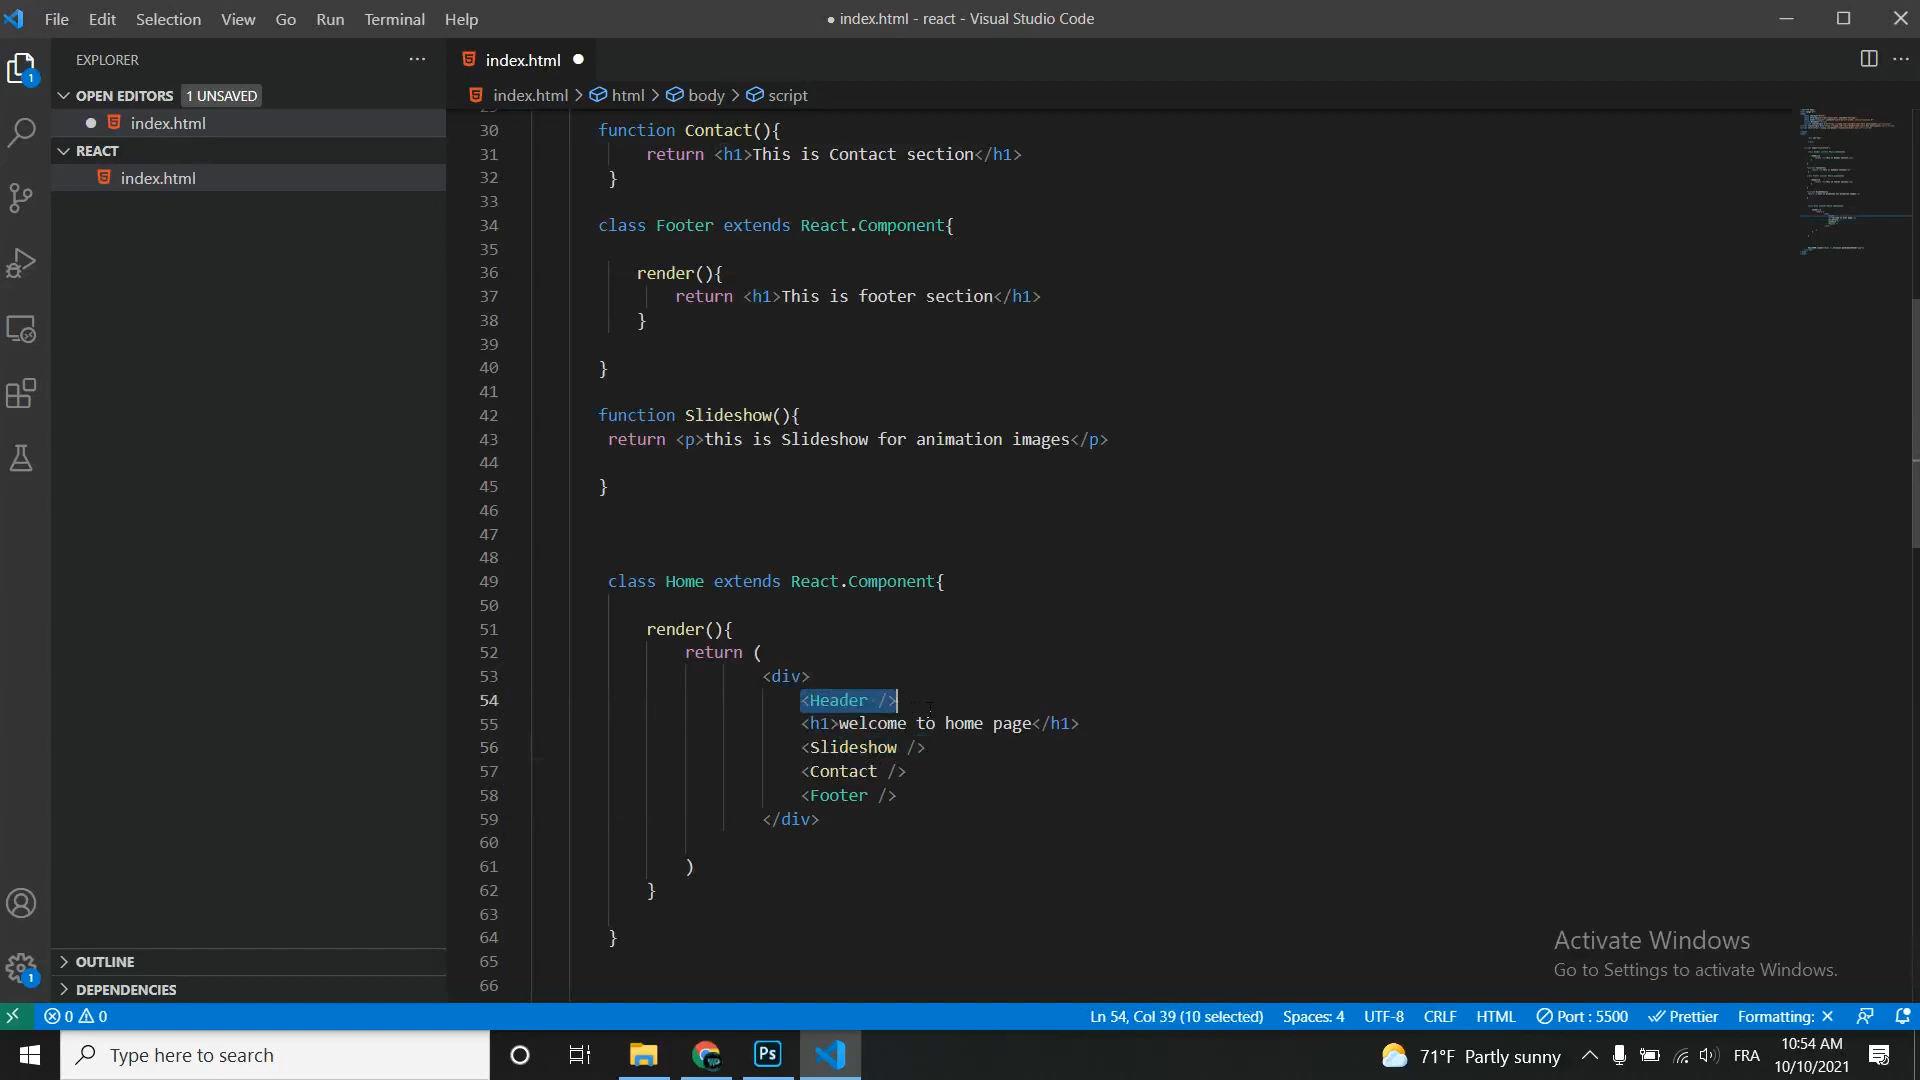 File Edit Selection View Go Run Terminal Help
● index.html - react - Visual Studio Code
EXPLORER
OPEN EDITORS 1 UNSAVED
index.html
REACT
index.html
OUTLINE
DEPENDENCIES
1
1
index.html
index.html > html > body > script
30 function Contact(){
31 return <h1>This is Contact section</h1>
32 }
33
34 class Footer extends React.Component{
35
36 render(){
37 return <h1>This is footer section</h1>
38 }
39
40 }
41
42 function Slideshow(){
43 return <p>this is Slideshow for animation images</p>
44
45 }
46
47
48
49 class Home extends React.Component{
50
51 render(){
52 return (
53 <div>
54 <Header />
55 <h1>welcome to home page</h1>
56 <Slideshow />
57 <Contact />
58 <Footer />
59 </div>
60
61 )
62 }
63
64 }
65
66
Activate Windows
Go to Settings to activate Windows.
0 0 Ln 54, Col 39 (10 selected) Spaces: 4 UTF-8 CRLF HTML Port : 5500 Prettier Formatting: ×
Type here to search
Ps
71°F Partly sunny FRA 10:54 AM
10/10/2021